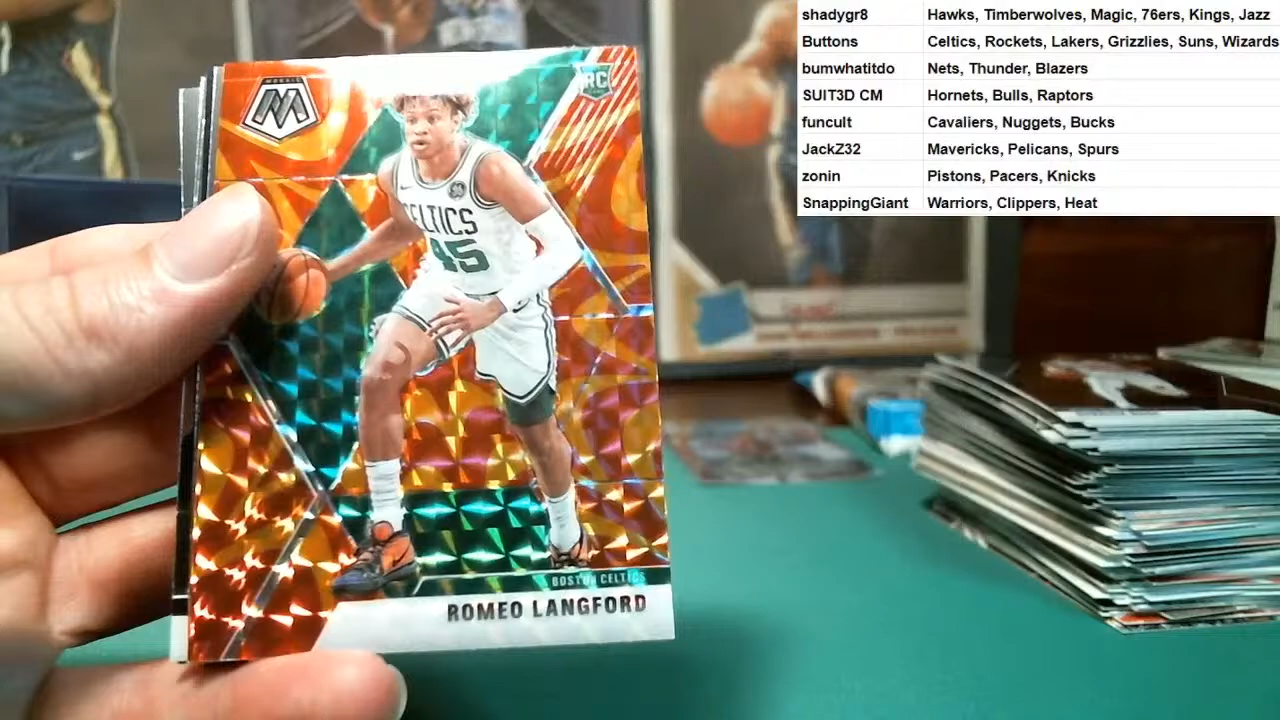 shadygr8 Hawks, Timberwolves, Magic, 76ers, Kings, Jazz
Buttons Celtics, Rockets, Lakers, Grizzlies, Suns, Wizards
bumwhatitdo Nets, Thunder, Blazers
SUIT3D CM Hornets, Bulls, Raptors
funcult Cavaliers, Nuggets, Bucks
JackZ32 Mavericks, Pelicans, Spurs
zonin Pistons, Pacers, Knicks
SnappingGiant Warriors, Clippers, Heat
MOSAIC
RC
CELTICS
45
BOSTON CELTICS
ROMEO LANGFORD